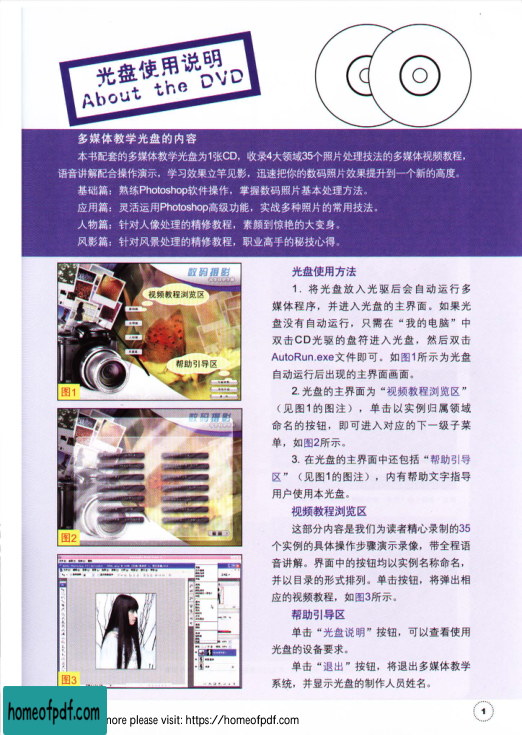 光盘使用说明
About the DVD
多媒体教学光盘的内容
本书配套的多媒体教学光盘为1张CD，收录4大领域35个照片处理技法的多媒体视频教程，
语音讲解配合操作演示，学习效果立竿见影，迅速把你的数码照片效果提升到一个新的高度。
基础篇：熟练Photoshop软件操作，掌握数码照片基本处理方法。
应用篇：灵活运用Photoshop高级功能，实战多种照片的常用技法。
人物篇：针对人像处理的精修教程，素颜到惊艳的大变身。
风影篇：针对风景处理的精修教程，职业高手的秘技心得。
数码摄影
视频教程浏览区
帮助引导区
图1
数码摄影
图2
图3
光盘使用方法
1. 将光盘放入光驱后会自动运行多
媒体程序，并进入光盘的主界面。如果光
盘没有自动运行，只需在“我的电脑”中
双击CD光驱的盘符进入光盘，然后双击
AutoRun.exe文件即可。如图1所示为光盘
自动运行后出现的主界面画面。
2. 光盘的主界面为“视频教程浏览区”
（见图1的图注），单击以实例归属领域
命名的按钮，即可进入对应的下一级子菜
单，如图2所示。
3. 在光盘的主界面中还包括“帮助引导
区”（见图1的图注），内有帮助文字指导
用户使用本光盘。
视频教程浏览区
这部分内容是我们为读者精心录制的35
个实例的具体操作步骤演示录像，带全程语
音讲解。界面中的按钮均以实例名称命名，
并以目录的形式排列。单击按钮，将弹出相
应的视频教程，如图3所示。
帮助引导区
单击“光盘说明”按钮，可以查看使用
光盘的设备要求。
单击“退出”按钮，将退出多媒体教学
系统，并显示光盘的制作人员姓名。
1
homeofpdf.com
more please visit: https://homeofpdf.com